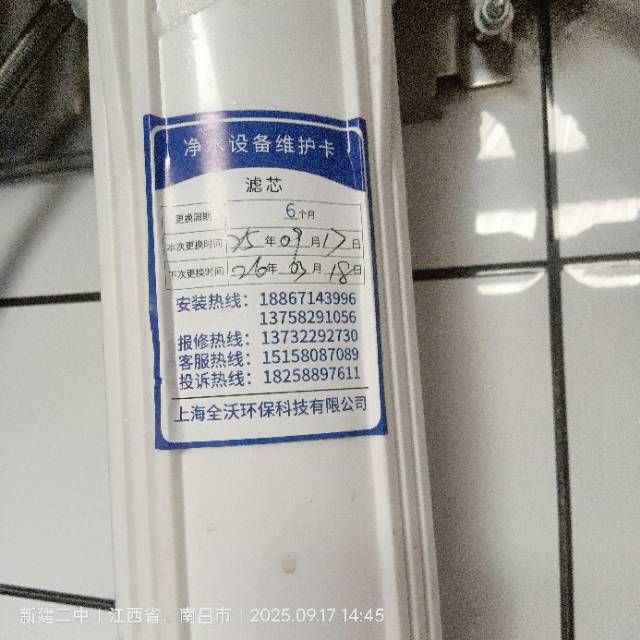 净水设备维护卡
滤芯
更换周期 6个月
本次更换时间 25年09月17日
下次更换时间 26年03月18日
安装热线：18867143996
13758291056
报修热线：13732292730
客服热线：15158087089
投诉热线：18258897611
上海全沃环保科技有限公司
新建二中 | 江西省，南昌市 | 2025.09.17 14:45